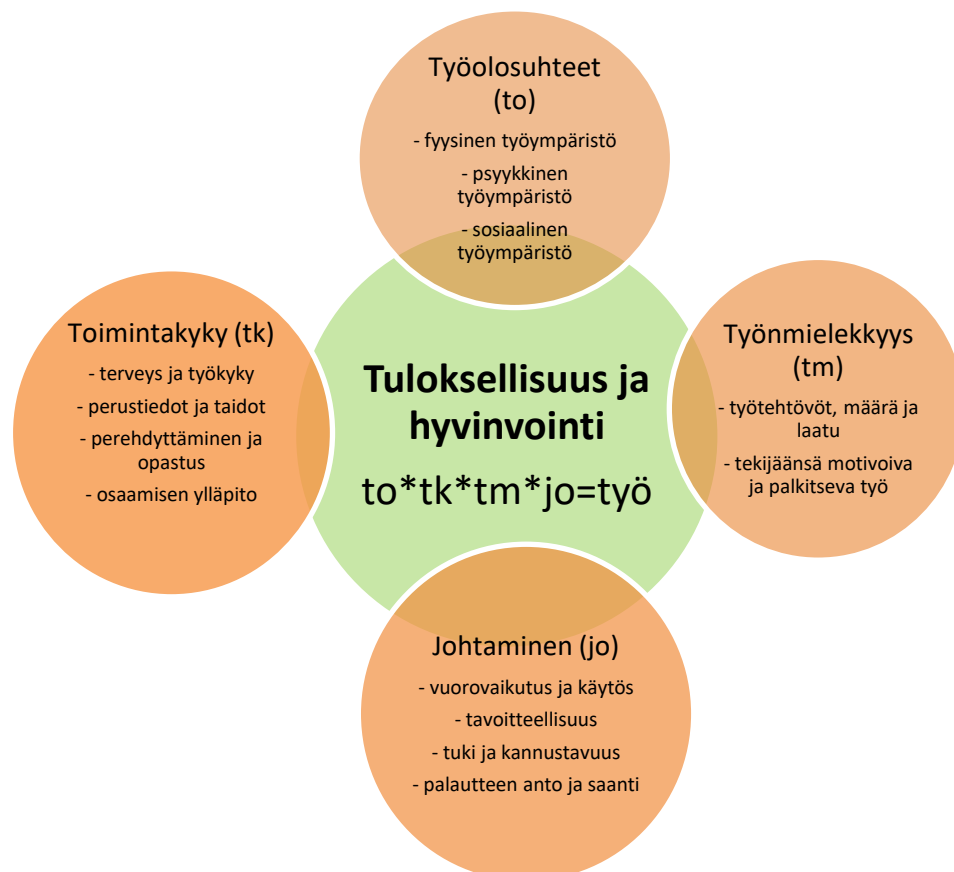 Työolosuhteet
(to)
- fyysinen työympäristö
- psyykkinen
työympäristö
- sosiaalinen
työympäristö
Toimintakyky (tk)
- terveys ja työkyky
- perustiedot ja taidot
- perehdyttäminen ja
opastus
- osaamisen ylläpito
Tuloksellisuus ja
hyvinvointi
to*tk*tm*jo=työ
Työnmielekkyys
(tm)
- työtehtövöt, määrä ja
laatu
- tekijäänsä motivoiva
ja palkitseva työ
Johtaminen (jo)
- vuorovaikutus ja käytös
- tavoitteellisuus
- tuki ja kannustavuus
- palautteen anto ja saanti